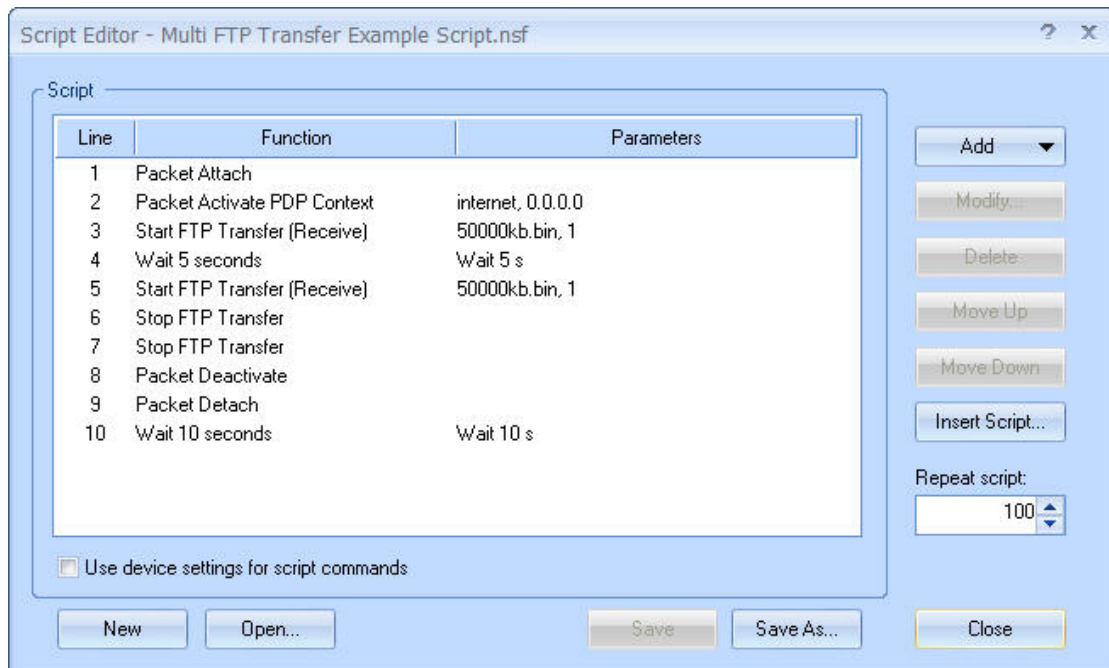 Script Editor - Multi FTP Transfer Example Script.nsf
? X
Script
Line Function Parameters
1 Packet Attach
2 Packet Activate PDP Context internet, 0.0.0.0
3 Start FTP Transfer (Receive) 50000kb.bin, 1
4 Wait 5 seconds Wait 5 s
5 Start FTP Transfer (Receive) 50000kb.bin, 1
6 Stop FTP Transfer
7 Stop FTP Transfer
8 Packet Deactivate
9 Packet Detach
10 Wait 10 seconds Wait 10 s
Add
Modify...
Delete
Move Up
Move Down
Insert Script...
Repeat script:
100
Use device settings for script commands
New Open... Save Save As... Close